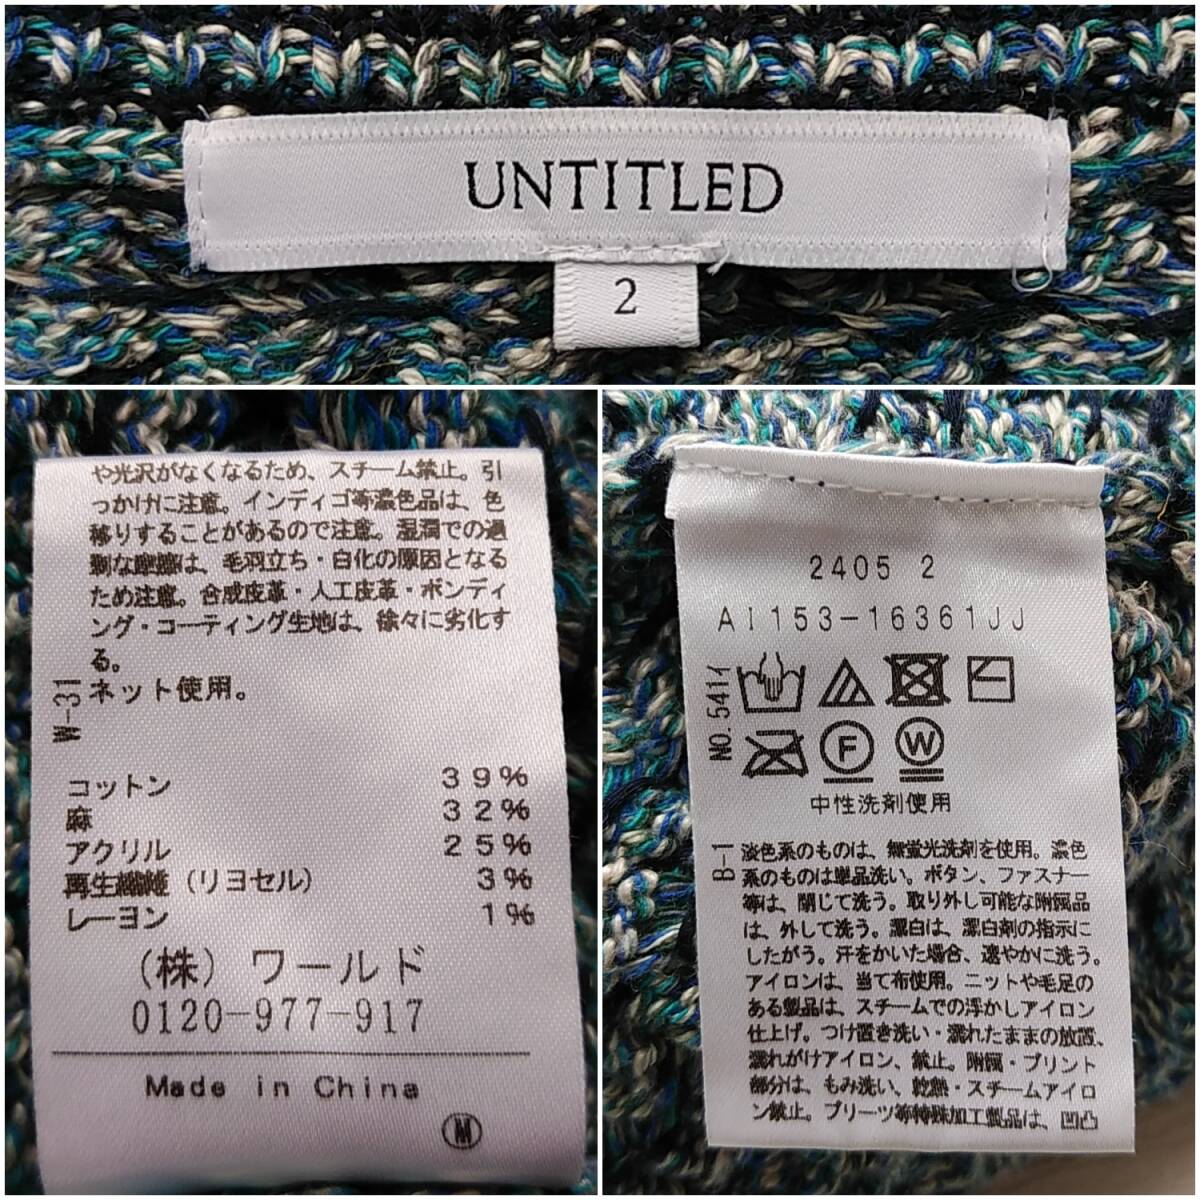 UNTITLED
2
や光沢がなくなるため、スチーム禁止。引
っかけに注意。インディゴ等濃色品は、色
移りすることがあるので注意。湿潤での過
剰な摩擦は、毛羽立ち・白化の原因となる
ため注意。合成皮革・人工皮革・ボンディ
ング・コーティング生地は、徐々に劣化す
る。
ネット使用。
W-31
コットン 39%
麻 32%
アクリル 25%
再生繊維(リヨセル) 3%
レーヨン 1%
(株)ワールド
0120-977-917
Made in China
M
2405 2
AI153-16361JJ
NO.541イ
F
W
中性洗剤使用
B-1
淡色系のものは、無蛍光洗剤を使用。濃色
系のものは単品洗い。ボタン、ファスナー
等は、閉じて洗う。取り外し可能な附属品
は、外して洗う。漂白は、漂白剤の指示に
したがう。汗をかいた場合、速やかに洗う。
アイロンは、当て布使用。ニットや毛足の
ある製品は、スチームでの浮かしアイロン
仕上げ。つけ置き洗い・濡れたままの放置、
濡れがけアイロン、禁止。附属・プリント
部分は、もみ洗い、乾熱・スチームアイロ
ン禁止。プリーツ等特殊加工製品は、凹凸